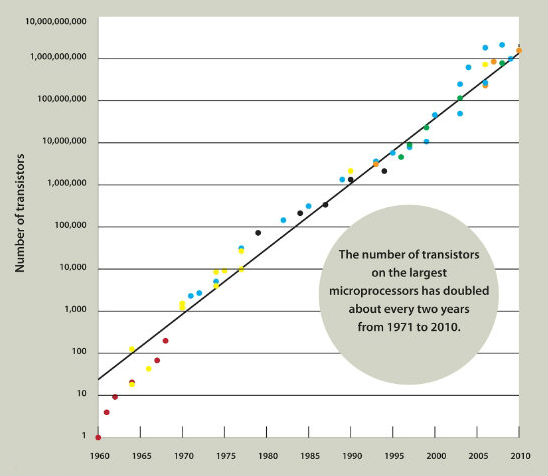 10,000,000,000
1,000,000,000
100,000,000
10,000,000
1,000,000
100,000
10,000
1,000
100
10
1
Number of transistors
The number of transistors
on the largest
microprocessors has doubled
about every two years
from 1971 to 2010.
1960 1965 1970 1975 1980 1985 1990 1995 2000 2005 2010